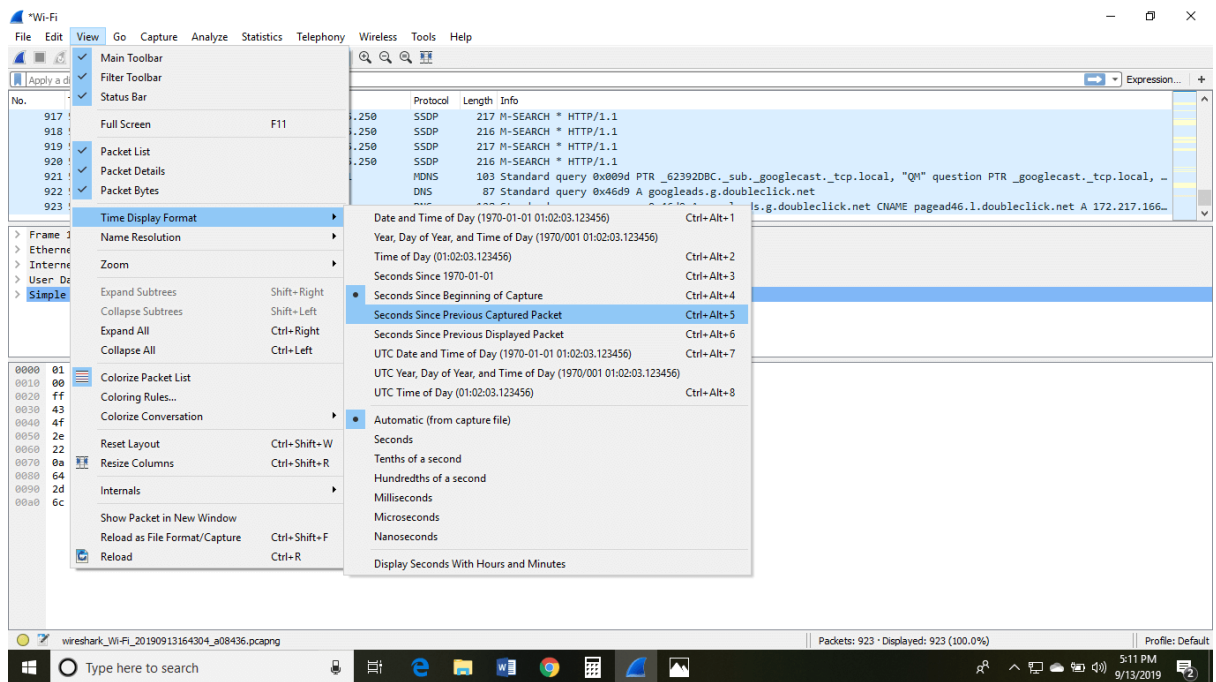 *Wi-Fi
File Edit View Go Capture Analyze Statistics Telephony Wireless Tools Help
Main Toolbar
Apply a di
Filter Toolbar
Expression... +
Status Bar
No. Protocol Length Info
917 .250 SSDP 217 M-SEARCH * HTTP/1.1
Full Screen F11
918 .250 SSDP 216 M-SEARCH * HTTP/1.1
919 .250 SSDP 217 M-SEARCH * HTTP/1.1
Packet List
920 .250 SSDP 216 M-SEARCH * HTTP/1.1
Packet Details
921 MDNS 103 Standard query 0x009d PTR _62392DBC._sub._googlecast._tcp.local, "QM" question PTR _googlecast._tcp.local, …
Packet Bytes
922 DNS 87 Standard query 0x46d9 A googleads.g.doubleclick.net
923 s.g.doubleclick.net CNAME pagead46.l.doubleclick.net A 172.217.166…
Time Display Format
Name Resolution
Zoom
Expand Subtrees Shift+Right
Collapse Subtrees Shift+Left
Expand All Ctrl+Right
Collapse All Ctrl+Left
Colorize Packet List
Coloring Rules...
Colorize Conversation
Reset Layout Ctrl+Shift+W
Resize Columns Ctrl+Shift+R
Internals
Show Packet in New Window
Reload as File Format/Capture Ctrl+Shift+F
Reload Ctrl+R
Date and Time of Day (1970-01-01 01:02:03.123456) Ctrl+Alt+1
Year, Day of Year, and Time of Day (1970/001 01:02:03.123456)
Time of Day (01:02:03.123456) Ctrl+Alt+2
Seconds Since 1970-01-01 Ctrl+Alt+3
Seconds Since Beginning of Capture Ctrl+Alt+4
Seconds Since Previous Captured Packet Ctrl+Alt+5
Seconds Since Previous Displayed Packet Ctrl+Alt+6
UTC Date and Time of Day (1970-01-01 01:02:03.123456) Ctrl+Alt+7
UTC Year, Day of Year, and Time of Day (1970/001 01:02:03.123456)
UTC Time of Day (01:02:03.123456) Ctrl+Alt+8
Automatic (from capture file)
Seconds
Tenths of a second
Hundredths of a second
Milliseconds
Microseconds
Nanoseconds
Display Seconds With Hours and Minutes
> Frame 1
> Etherne
> Interne
> User Da
> Simple
0000 01
0010 00
0020 ff
0030 43
0040 4f
0050 2e
0060 22
0070 0a
0080 64
0090 2d
00a0 6c
wireshark_Wi-Fi_20190913164304_a08436.pcapng
Packets: 923 · Displayed: 923 (100.0%)
Profile: Default
Type here to search
5:11 PM
9/13/2019
2